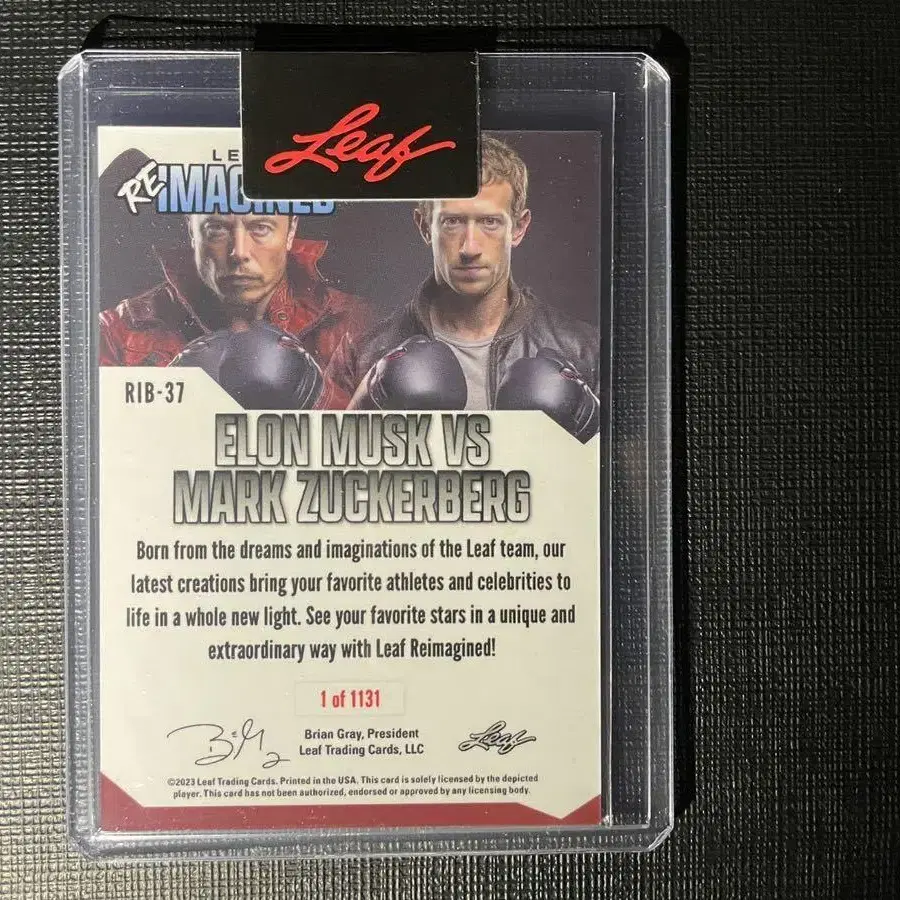 Leaf
LE
REIMAGINED
RIB-37
ELON MUSK VS
MARK ZUCKERBERG
Born from the dreams and imaginations of the Leaf team, our
latest creations bring your favorite athletes and celebrities to
life in a whole new light. See your favorite stars in a unique and
extraordinary way with Leaf Reimagined!
1 of 1131
Brian Gray, President
Leaf Trading Cards, LLC
Leaf
©2023 Leaf Trading Cards. Printed in the USA. This card is solely licensed by the depicted
player. This card has not been authorized, endorsed or approved by any licensing body.